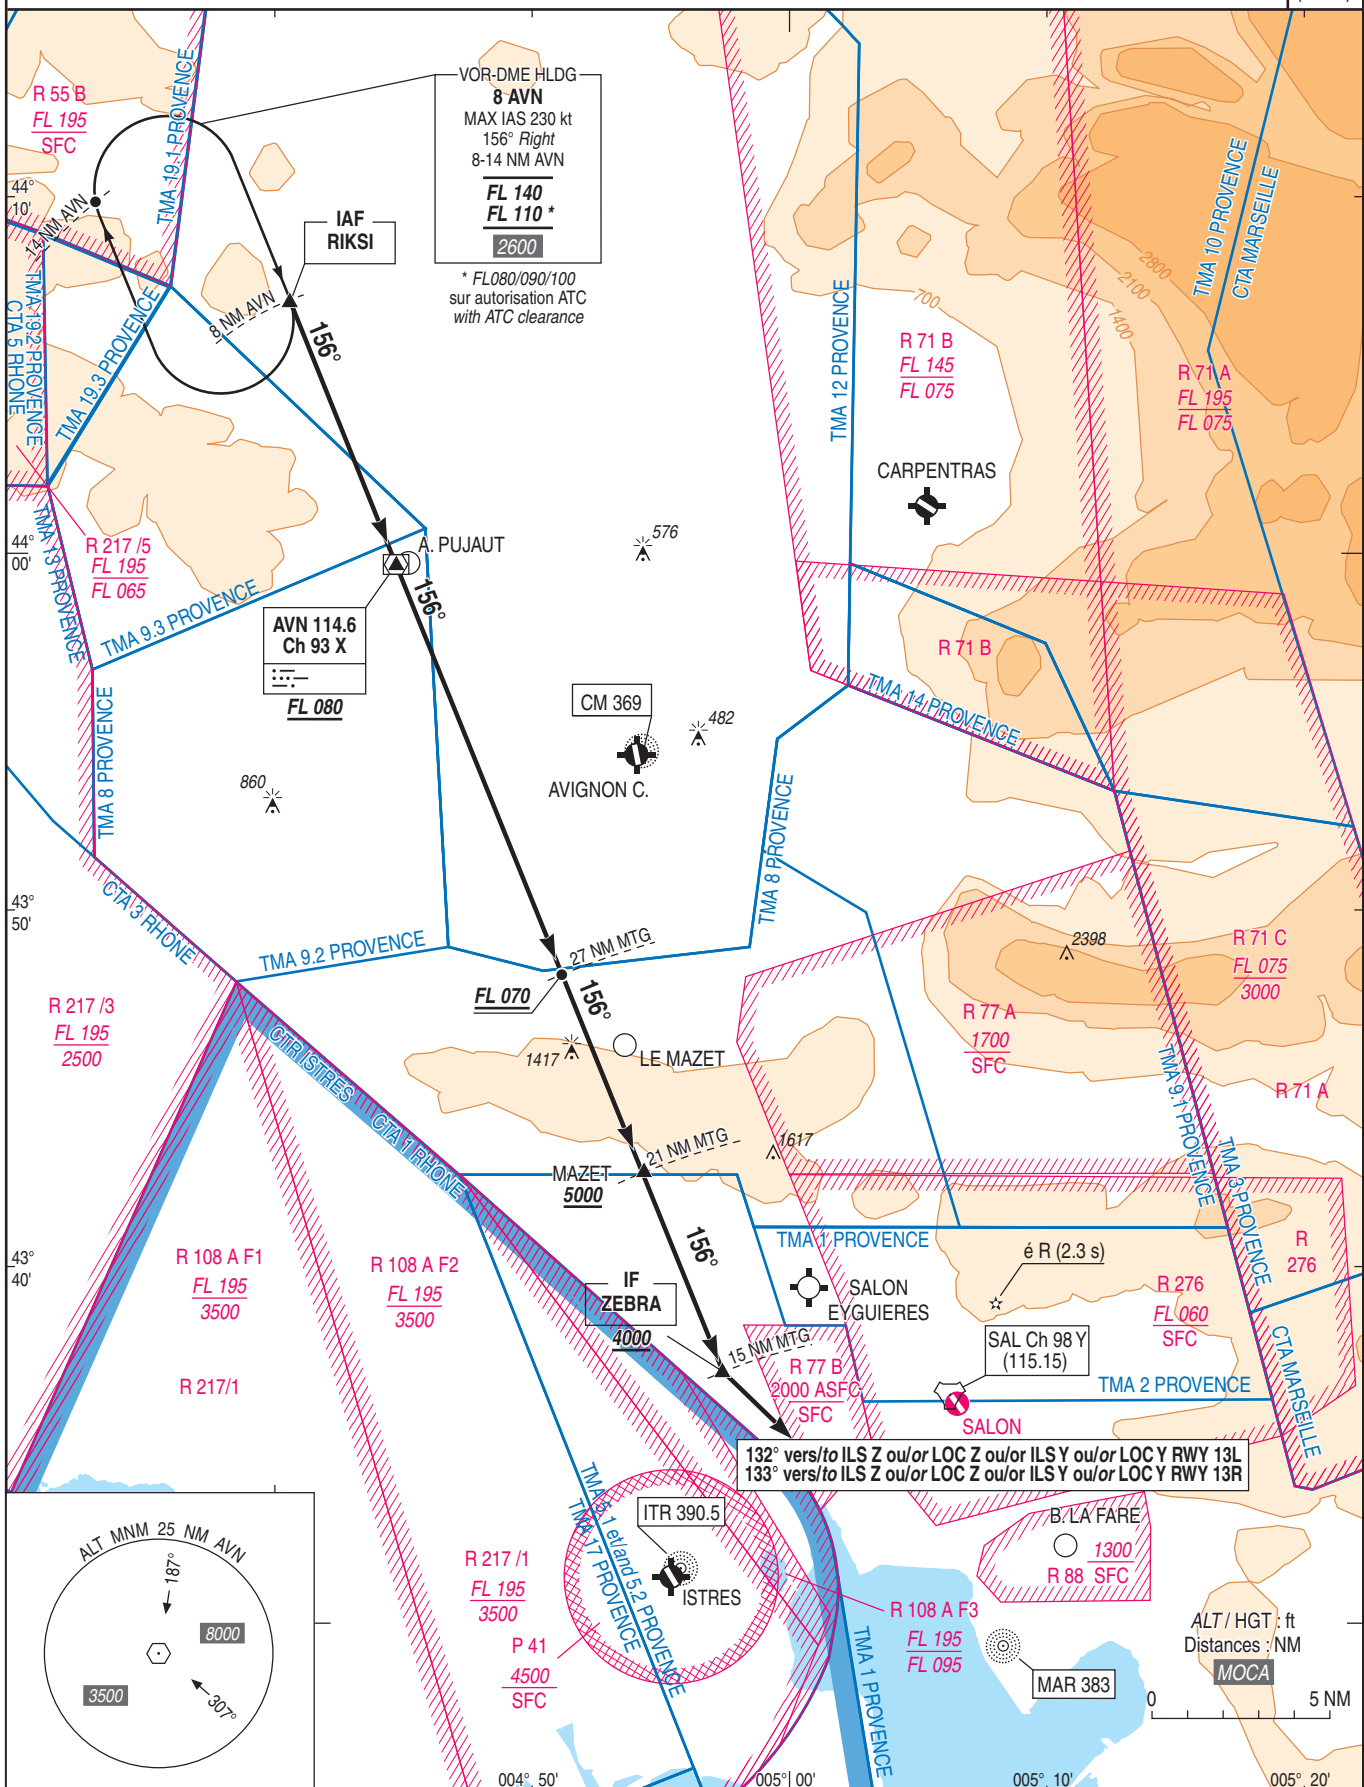 R 55 B
FL 195
SFC
TMA 19.1 PROVENCE
VOR-DME HLDG
8 AVN
MAX IAS 230 kt
156° Right
8-14 NM AVN
FL 140
FL 110 *
2600
* FL080/090/100
sur autorisation ATC
with ATC clearance
44°
10'
14 NM AVN
IAF
RIKSI
8 NM AVN
156°
TMA 19.2 PROVENCE
CTA 5 RHONE
TMA 19.3 PROVENCE
TMA 12 PROVENCE
TMA 10 PROVENCE
CTA MARSEILLE
2800
2100
1400
700
R 71 B
FL 145
FL 075
R 71 A
FL 195
FL 075
CARPENTRAS
576
TMA 13 PROVENCE
R 217 /5
FL 195
FL 065
44°
00'
A. PUJAUT
156°
TMA 9.3 PROVENCE
AVN 114.6
Ch 93 X
FL 080
R 71 B
TMA 14 PROVENCE
CM 369
482
AVIGNON C.
860
TMA 8 PROVENCE
TMA 8 PROVENCE
CTA 3 RHONE
43°
50'
TMA 9.2 PROVENCE
27 NM MTG
FL 070
156°
2398
R 71 C
FL 075
3000
R 217 /3
FL 195
2500
R 77 A
1700
SFC
CTR ISTRES
CTA 1 RHONE
1417
LE MAZET
TMA 9.1 PROVENCE
R 71 A
1617
21 NM MTG
MAZET
5000
TMA 3 PROVENCE
156°
TMA 1 PROVENCE
43°
40'
R 108 A F1
FL 195
3500
R 108 A F2
FL 195
3500
é R (2.3 s)
R
276
R 276
FL 060
SFC
IF
ZEBRA
4000
SALON
EYGUIERES
15 NM MTG
SAL Ch 98 Y
(115.15)
R 77 B
2000 ASFC
SFC
TMA 2 PROVENCE
CTA MARSEILLE
R 217/1
SALON
132° vers/to ILS Z ou/or LOC Z ou/or ILS Y ou/or LOC Y RWY 13L
133° vers/to ILS Z ou/or LOC Z ou/or ILS Y ou/or LOC Y RWY 13R
TMA 5.1 et/and 5.2 PROVENCE
TMA 17 PROVENCE
ITR 390.5
ISTRES
B. LA FARE
1300
R 88 SFC
ALT MNM 25 NM AVN
187°
8000
3500
307°
R 217 /1
FL 195
3500
P 41
4500
SFC
R 108 A F3
FL 195
FL 095
TMA 1 PROVENCE
MAR 383
ALT / HGT : ft
Distances : NM
MOCA
0 5 NM
004° 50'
005° 00'
005° 10'
005° 20'